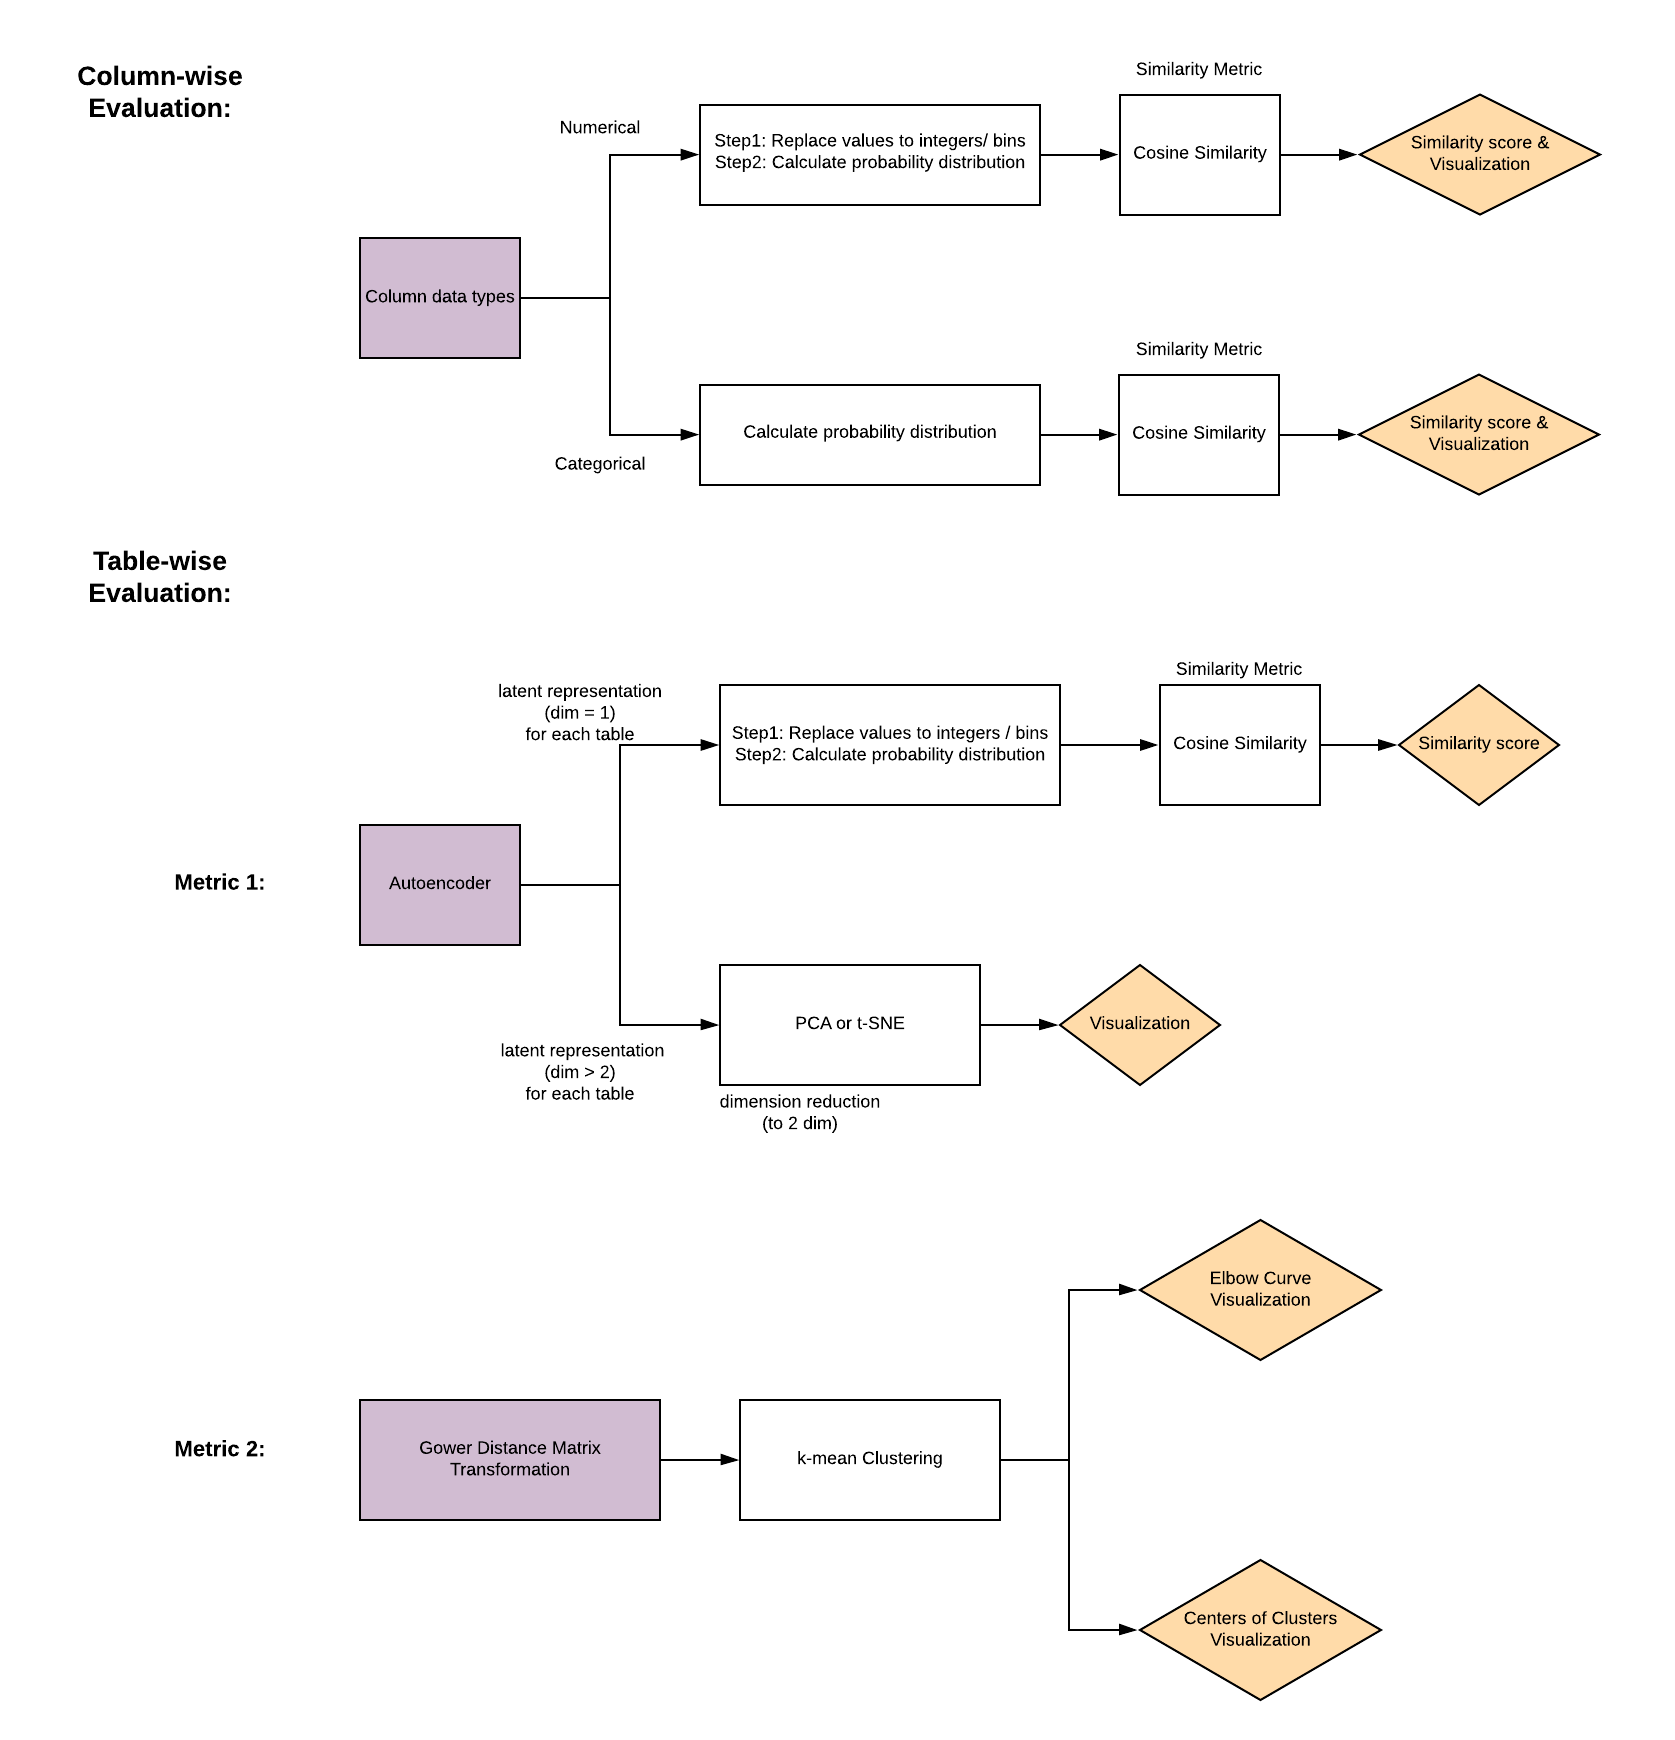 Column-wise
Evaluation:
Numerical
Step1: Replace values to integers/ bins
Step2: Calculate probability distribution
Similarity Metric
Cosine Similarity
Similarity score &
Visualization
Column data types
Categorical
Calculate probability distribution
Similarity Metric
Cosine Similarity
Similarity score &
Visualization
Table-wise
Evaluation:
Metric 1:
Autoencoder
latent representation
(dim = 1)
for each table
Step1: Replace values to integers / bins
Step2: Calculate probability distribution
Similarity Metric
Cosine Similarity
Similarity score
latent representation
(dim > 2)
for each table
PCA or t-SNE
dimension reduction
(to 2 dim)
Visualization
Metric 2:
Gower Distance Matrix
Transformation
k-mean Clustering
Elbow Curve
Visualization
Centers of Clusters
Visualization